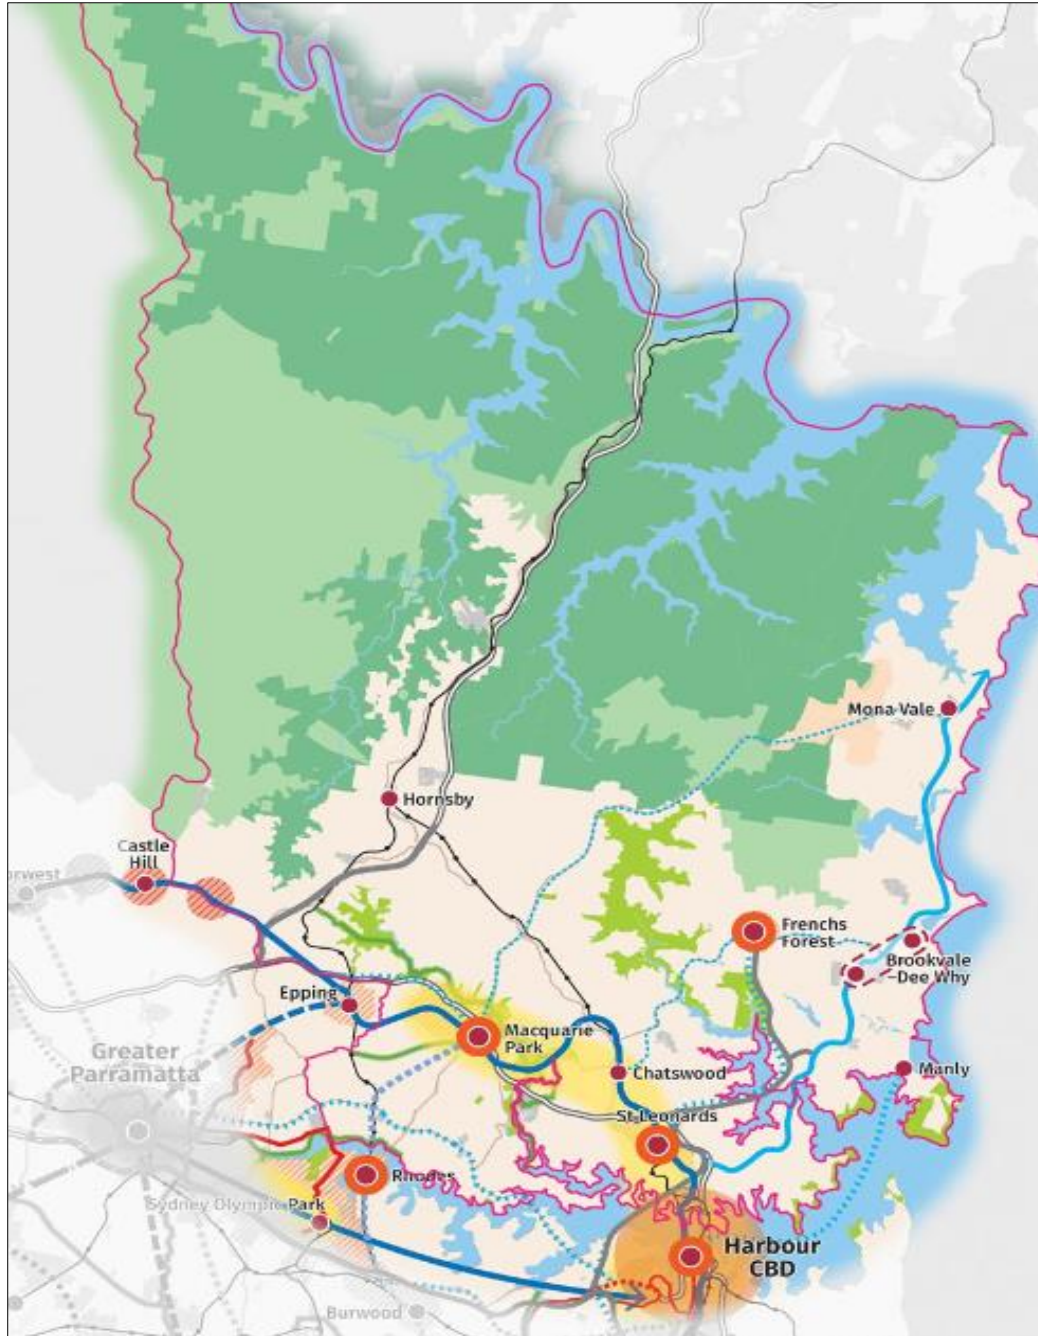 Mona Vale
Hornsby
Castle
Hill
orwest
Frenchs
Forest
Brookvale
–Dee Why
Epping
Macquarie
Park
Greater
Parramatta
Chatswood
Manly
St Leonards
Rhodes
Sydney Olympic Park
Harbour
CBD
Burwood